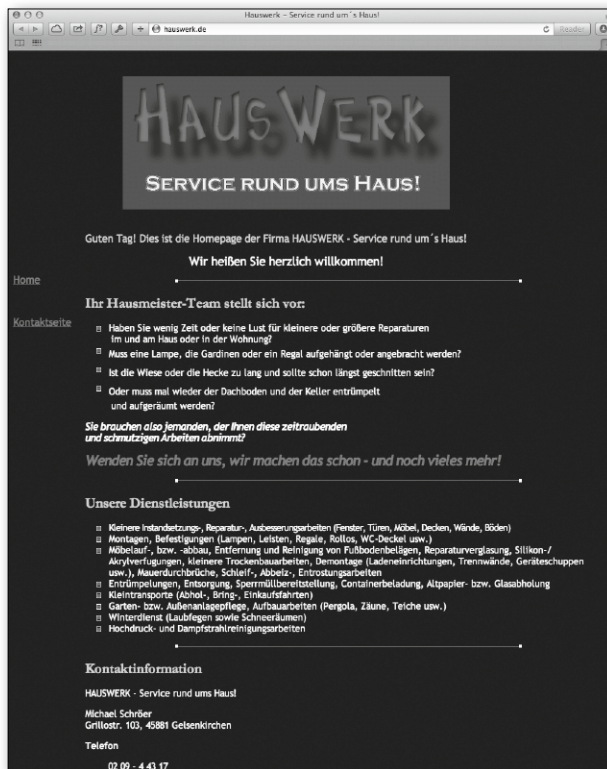 Hauswerk – Service rund um´s Haus!
hauswerk.de
Reader
HAUSWERK
SERVICE RUND UMS HAUS!
Guten Tag! Dies ist die Homepage der Firma HAUSWERK - Service rund um´s Haus!
Wir heißen Sie herzlich willkommen!
Home
Kontaktseite
Ihr Hausmeister-Team stellt sich vor:
Haben Sie wenig Zeit oder keine Lust für kleinere oder größere Reparaturen
im und am Haus oder in der Wohnung?
Muss eine Lampe, die Gardinen oder ein Regal aufgehängt oder angebracht werden?
Ist die Wiese oder die Hecke zu lang und sollte schon längst geschnitten sein?
Oder muss mal wieder der Dachboden und der Keller entrümpelt
und aufgeräumt werden?
Sie brauchen also jemanden, der Ihnen diese zeitraubenden
und schmutzigen Arbeiten abnimmt?
Wenden Sie sich an uns, wir machen das schon - und noch vieles mehr!
Unsere Dienstleistungen
Kleinere Instandsetzungs-, Reparatur-, Ausbesserungsarbeiten (Fenster, Türen, Möbel, Decken, Wände, Böden)
Montagen, Befestigungen (Lampen, Leisten, Regale, Rollos, WC-Deckel usw.)
Möbelauf-, bzw. -abbau, Entfernung und Reinigung von Fußbodenbelägen, Reparaturverglasung, Silikon-/
Akrylverfugungen, kleinere Trockenbauarbeiten, Demontage (Ladeneinrichtungen, Trennwände, Geräteschuppen
usw.), Mauerdurchbrüche, Schleif-, Abbeiz-, Entrostungsarbeiten
Entrümpelungen, Entsorgung, Sperrmüllbereitstellung, Containerbeladung, Altpapier- bzw. Glasabholung
Kleintransporte (Abhol-, Bring-, Einkaufsfahrten)
Garten- bzw. Außenanlagepflege, Aufbauarbeiten (Pergola, Zäune, Teiche usw.)
Winterdienst (Laubfegen sowie Schneeräumen)
Hochdruck- und Dampfstrahlreinigungsarbeiten
Kontaktinformation
HAUSWERK - Service rund ums Haus!
Michael Schröer
Grillostr. 103, 45881 Gelsenkirchen
Telefon
02 09 - 4 43 17